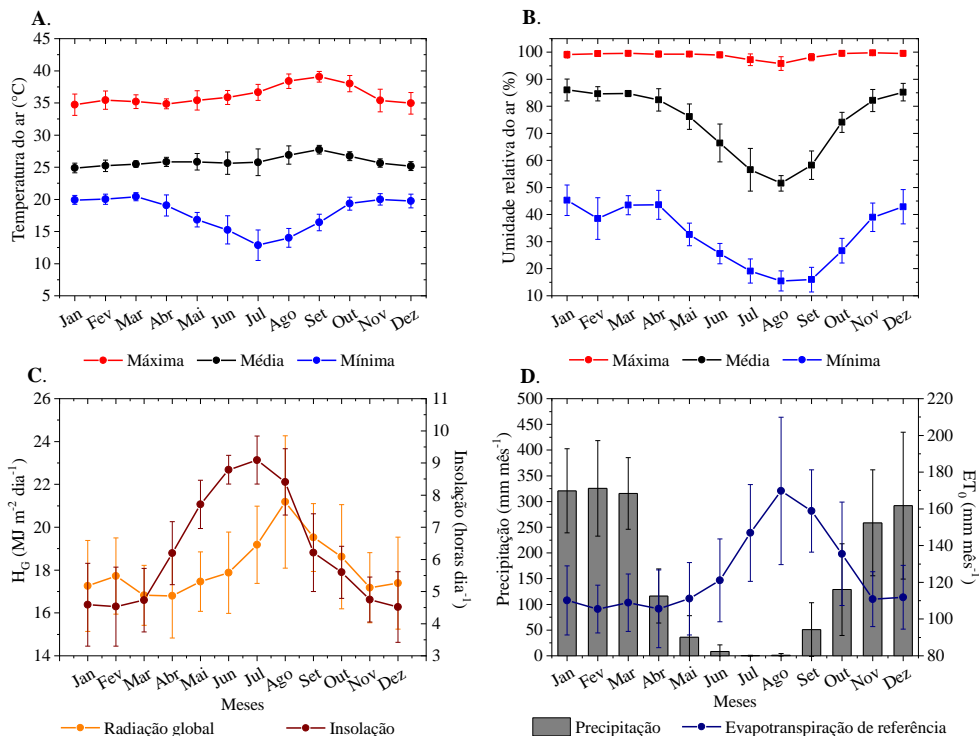 A.
Temperatura do ar (°C)
45
40
35
30
25
20
15
10
5
Jan Fev Mar Abr Mai Jun Jul Ago Set Out Nov Dez
Máxima Média Mínima
B.
Umidade relativa do ar (%)
100
90
80
70
60
50
40
30
20
10
Jan Fev Mar Abr Mai Jun Jul Ago Set Out Nov Dez
Máxima Média Mínima
C.
H_G (MJ m⁻² dia⁻¹)
26
24
22
20
18
16
14
11
10
9
8
7
6
5
4
3
Insolação (horas dia⁻¹)
Jan Fev Mar Abr Mai Jun Jul Ago Set Out Nov Dez
Meses
Radiação global Insolação
D.
Precipitação (mm mês⁻¹)
500
450
400
350
300
250
200
150
100
50
0
220
200
180
160
140
120
100
80
ET₀ (mm mês⁻¹)
Jan Fev Mar Abr Mai Jun Jul Ago Set Out Nov Dez
Meses
Precipitação Evapotranspiração de referência